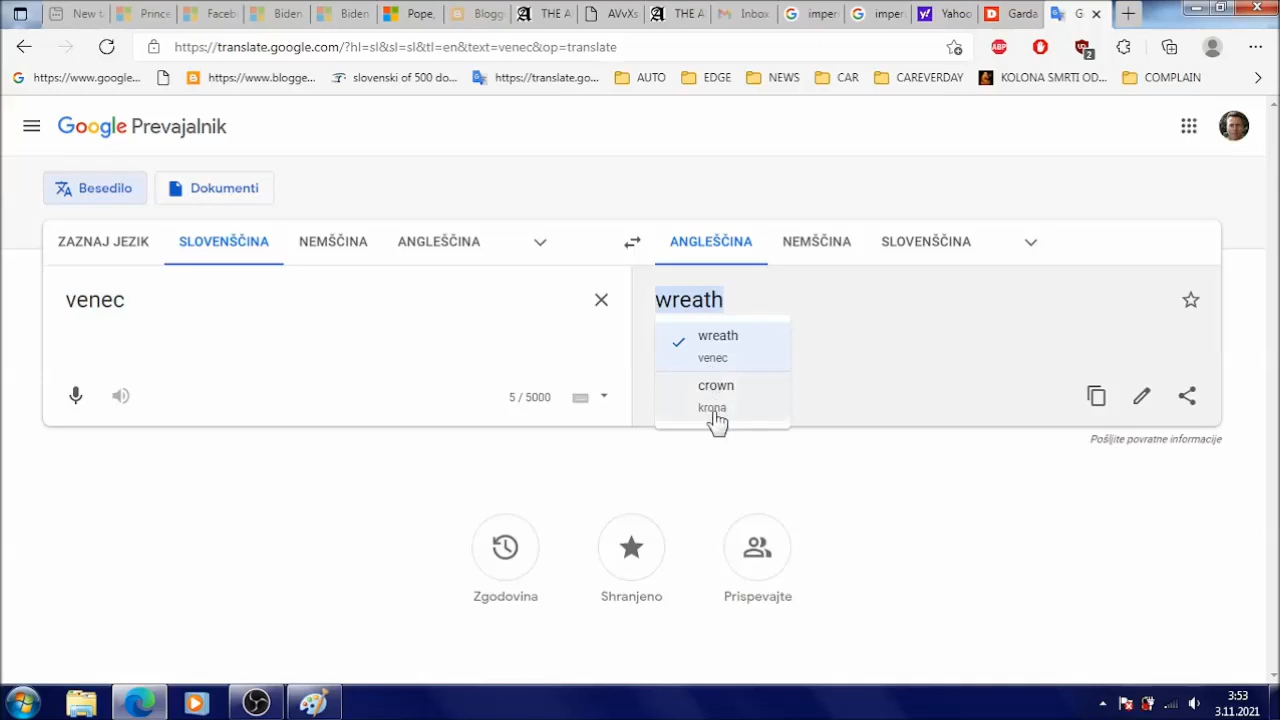 New t
Prince
Faceb
Biden
Biden
Pope,
Blogg
THE A
AVvXs
THE A
Inbox
imper
imper
Yahoo
Garda
G
https://translate.google.com/?hl=sl&sl=sl&tl=en&text=venec&op=translate
ABP
2
https://www.google...
https://www.blogge...
slovenski of 500 do...
https://translate.go...
AUTO
EDGE
NEWS
CAR
CAREVERDAY
KOLONA SMRTI OD...
COMPLAIN
Google Prevajalnik
Besedilo
Dokumenti
ZAZNAJ JEZIK
SLOVENŠČINA
NEMŠČINA
ANGLEŠČINA
ANGLEŠČINA
NEMŠČINA
SLOVENŠČINA
venec
wreath
wreath
venec
crown
krona
5 / 5000
Pošljite povratne informacije
Zgodovina
Shranjeno
Prispevajte
3:53
3.11.2021